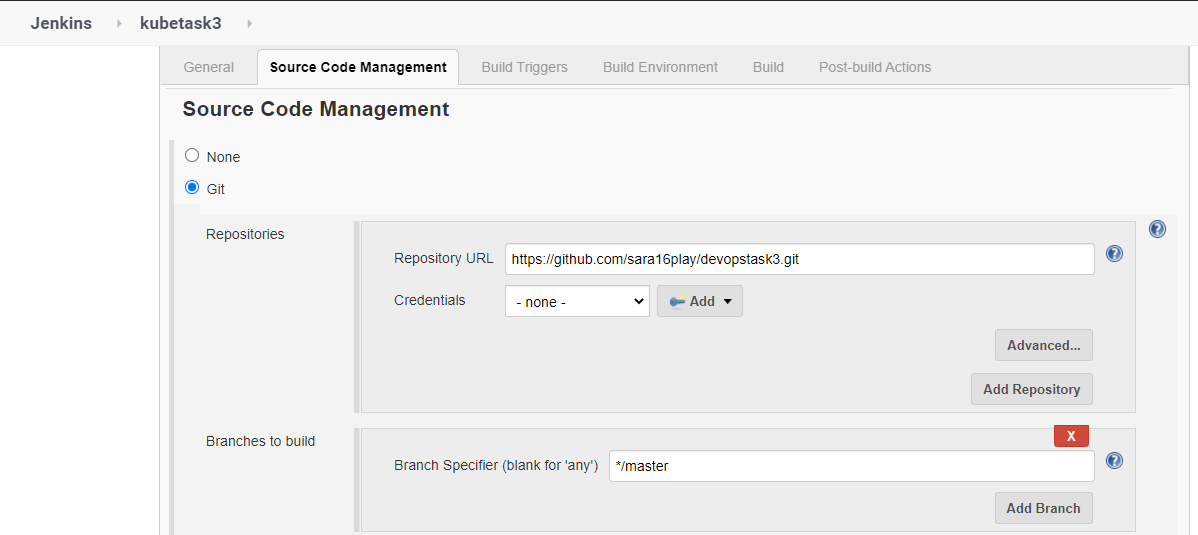 Jenkins kubetask3
General Source Code Management Build Triggers Build Environment Build Post-build Actions
Source Code Management
None
Git
Repositories
?
Repository URL https://github.com/sara16play/devopstask3.git ?
Credentials - none - Add
Advanced...
Add Repository
Branches to build
X
Branch Specifier (blank for 'any') */master ?
Add Branch